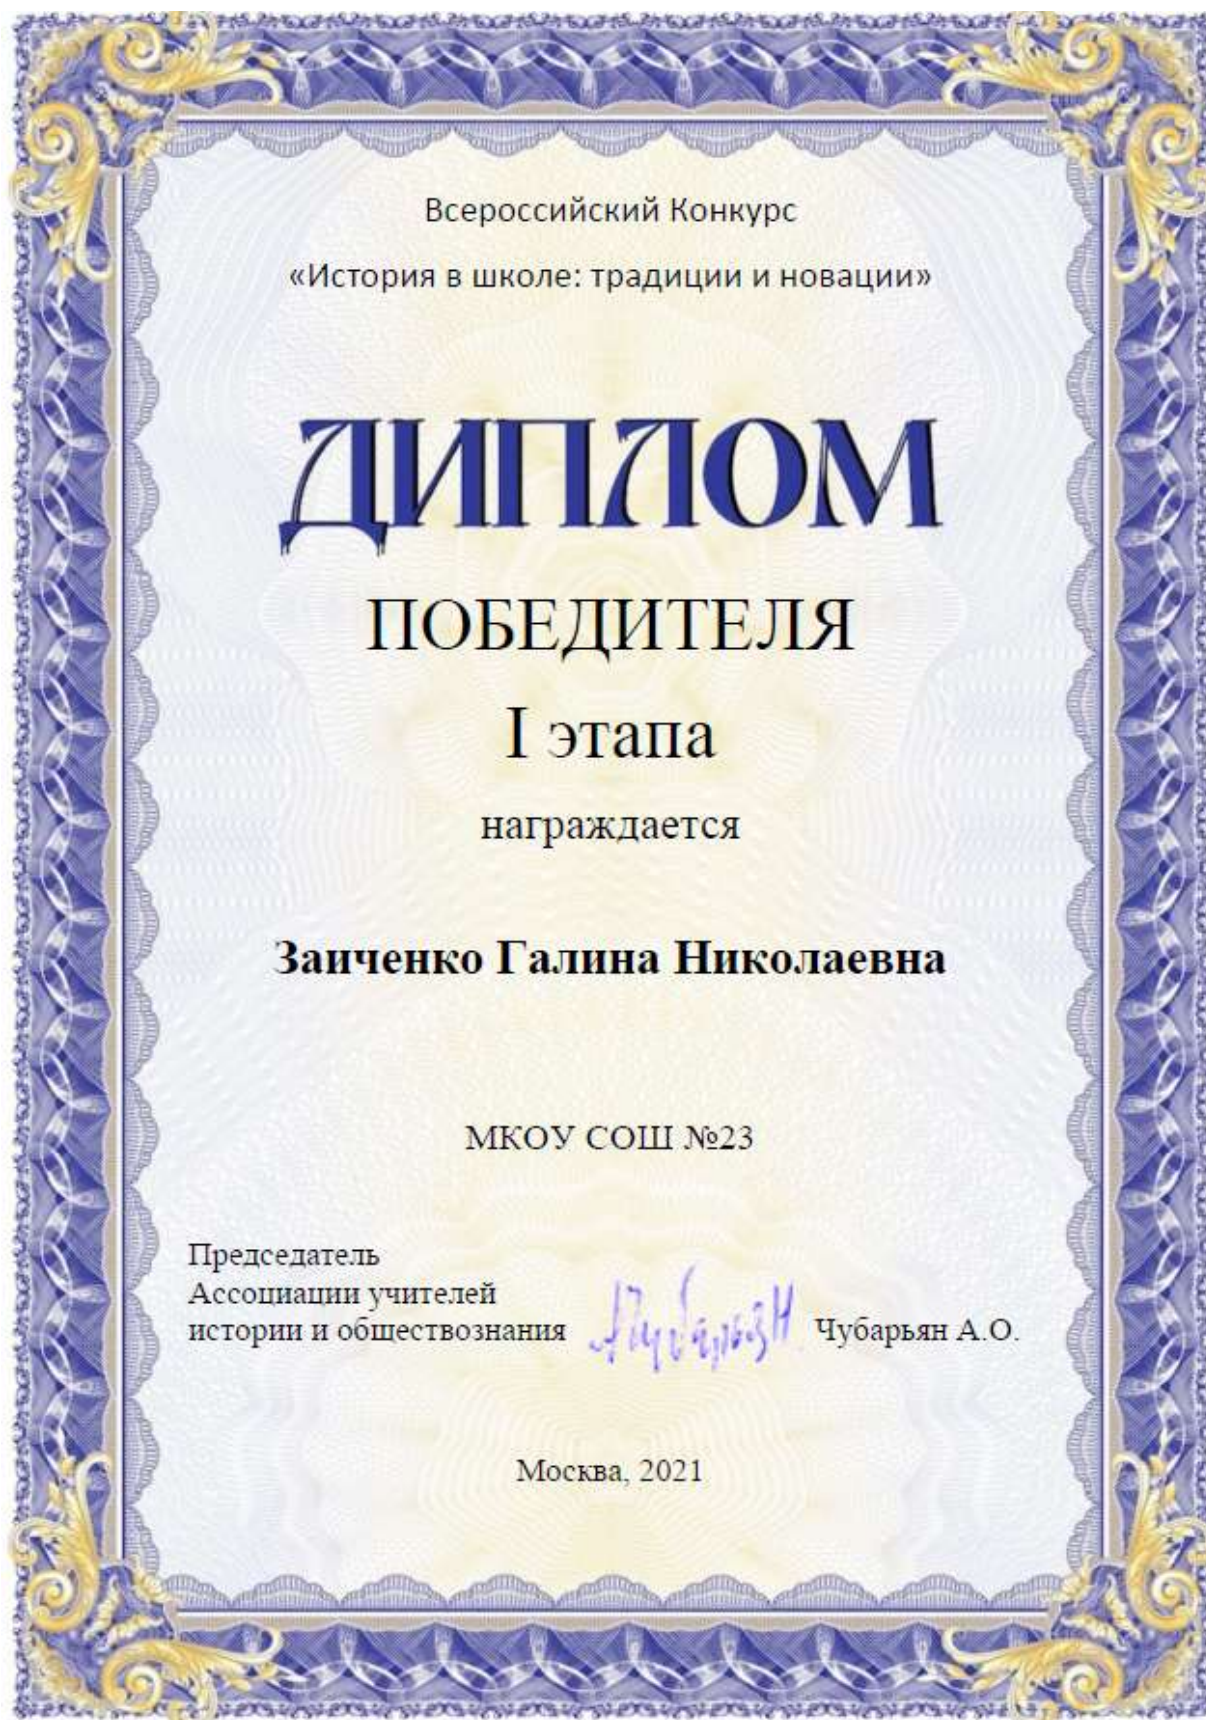 Всероссийский Конкурс
«История в школе: традиции и новации»
ДИПЛОМ
ПОБЕДИТЕЛЯ
I этапа
награждается
Заиченко Галина Николаевна
МКОУ СОШ №23
Председатель
Ассоциации учителей
истории и обществознания АЧубарьян Чубарьян А.О.
Москва, 2021